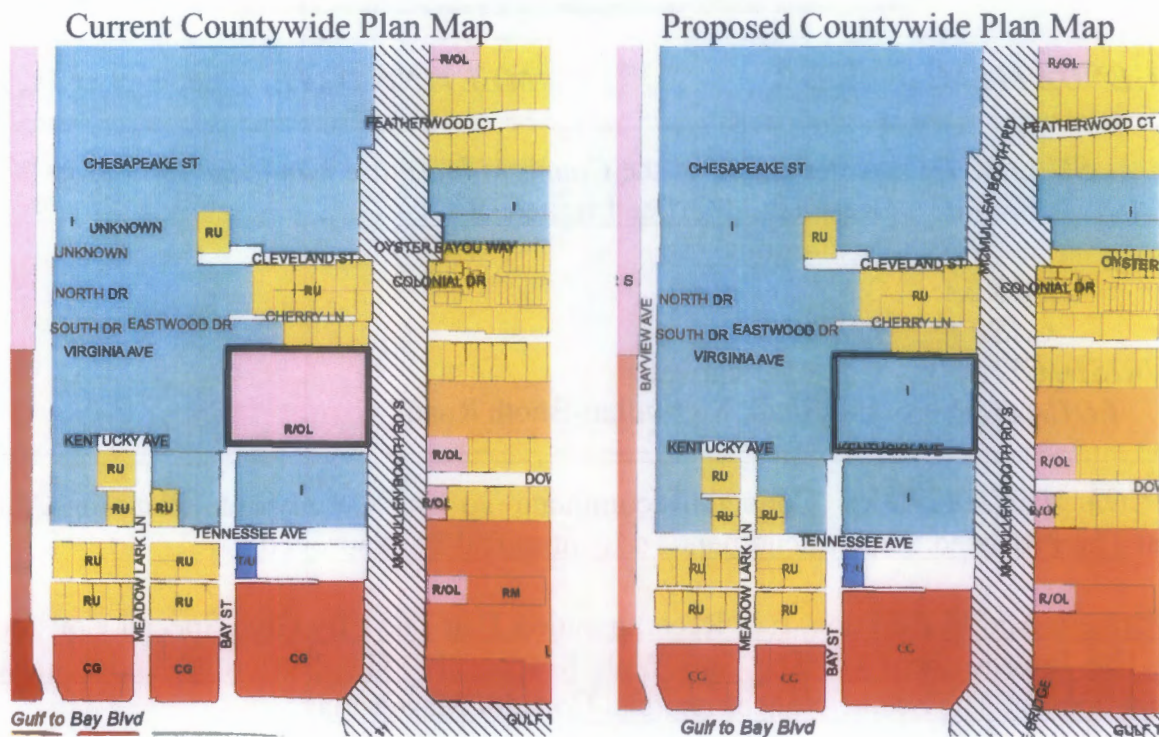 Current Countywide Plan Map
R/OL
FEATHERWOOD CT
CHESAPEAKE ST
I
I
UNKNOWN
RU
UNKNOWN
OYSTER BAYOU WAY
CLEVELAND ST
COLONIAL DR
NORTH DR
RU
CHERRY LN
SOUTH DR
EASTWOOD DR
VIRGINIA AVE
R/OL
MCMULLEN BOOTH RD S
KENTUCKY AVE
R/OL
RU
I
RU
RU
R/OL
TENNESSEE AVE
RU
RU
T/U
R/OL
RM
RU
RU
MEADOW LARK LN
BAY ST
CG
CG
CG
Gulf to Bay Blvd
Proposed Countywide Plan Map
R/OL
MCMULLEN BOOTH RD
FEATHERWOOD CT
CHESAPEAKE ST
I
I
RU
CLEVELAND ST
COLONIAL DR
NORTH DR
RU
CHERRY LN
SOUTH DR
EASTWOOD DR
VIRGINIA AVE
BAYVIEW AVE
I
MCMULLEN BOOTH RD S
KENTUCKY AVE
KENTUCKY AVE
R/OL
RU
I
RU
RU
R/OL
TENNESSEE AVE
RU
RU
T/U
R/OL
RU
RU
MEADOW LARK LN
BAY ST
CG
CG
CG
BRIDGE
Gulf to Bay Blvd